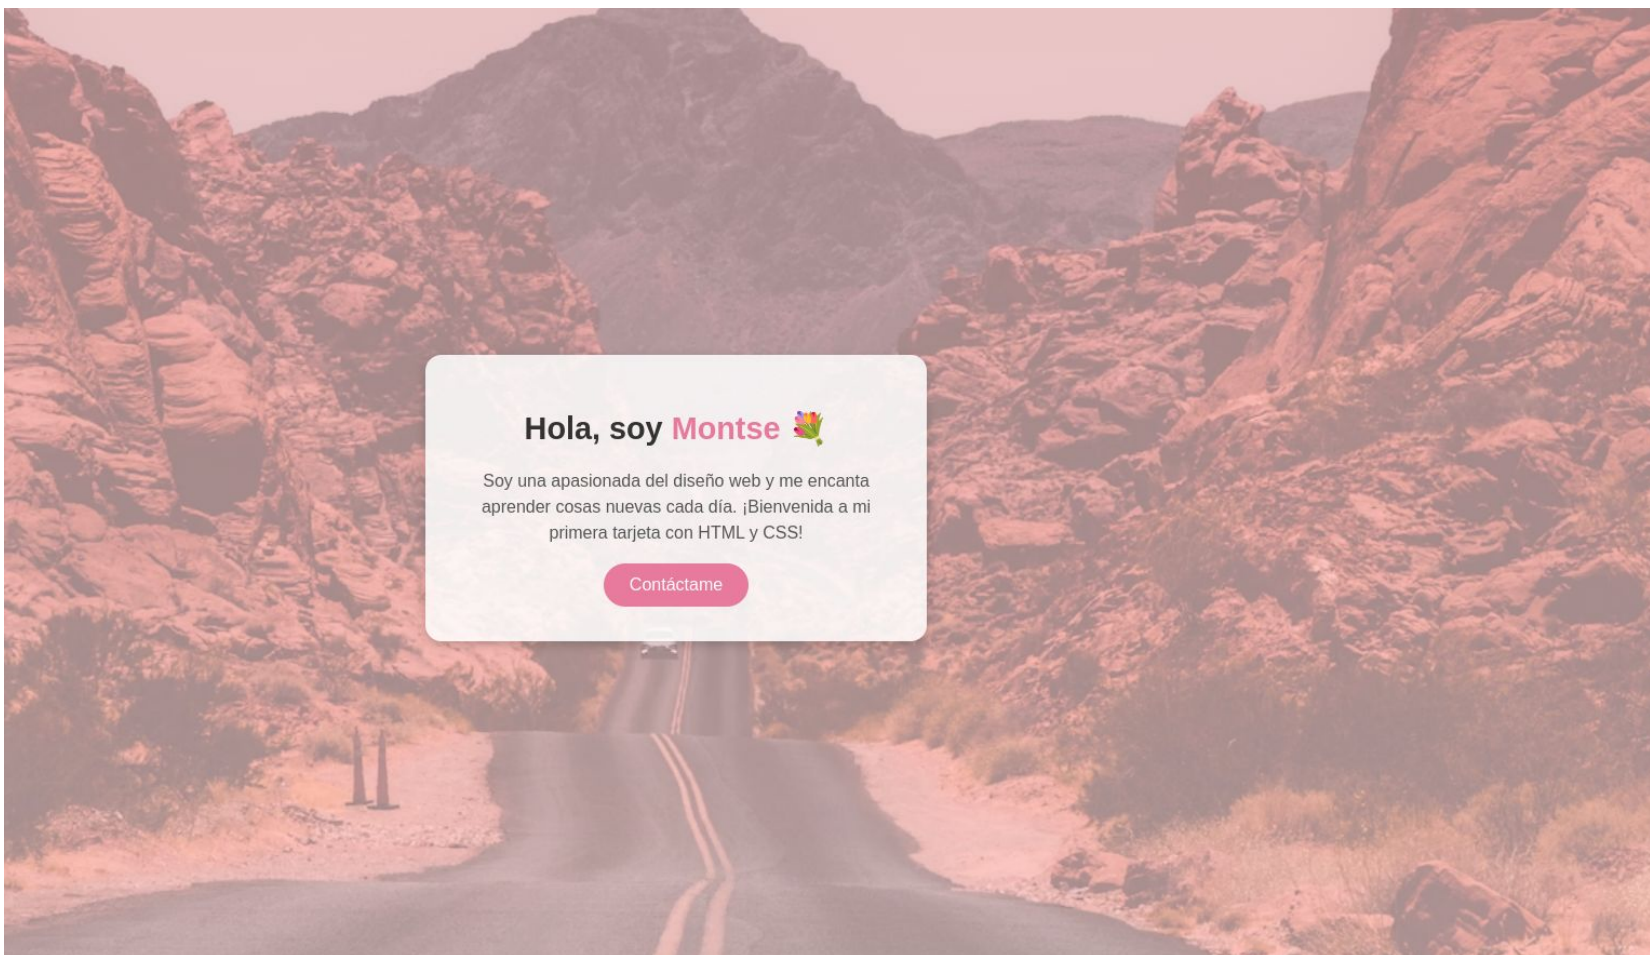 Hola, soy Montse 💐
Soy una apasionada del diseño web y me encanta
aprender cosas nuevas cada día. ¡Bienvenida a mi
primera tarjeta con HTML y CSS!
Contáctame